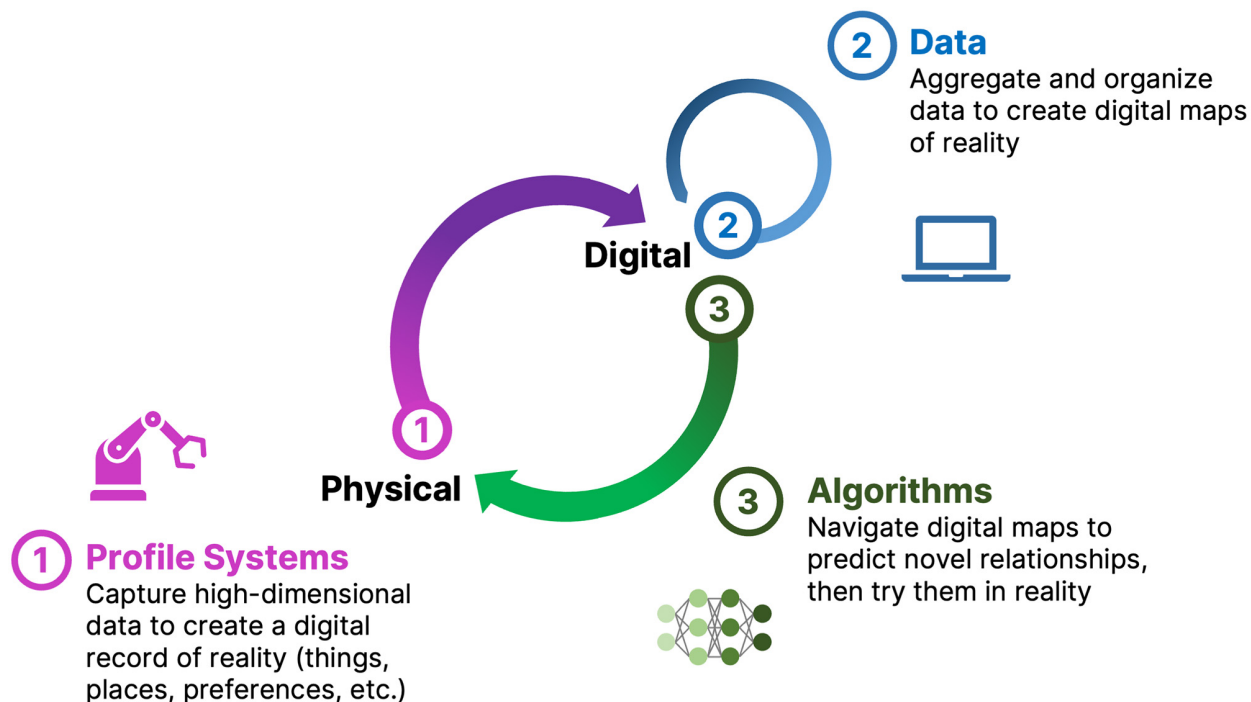 2
Data
Aggregate and organize
data to create digital maps
of reality
2
Digital
3
1
Physical
1
Profile Systems
Capture high-dimensional
data to create a digital
record of reality (things,
places, preferences, etc.)
3
Algorithms
Navigate digital maps to
predict novel relationships,
then try them in reality